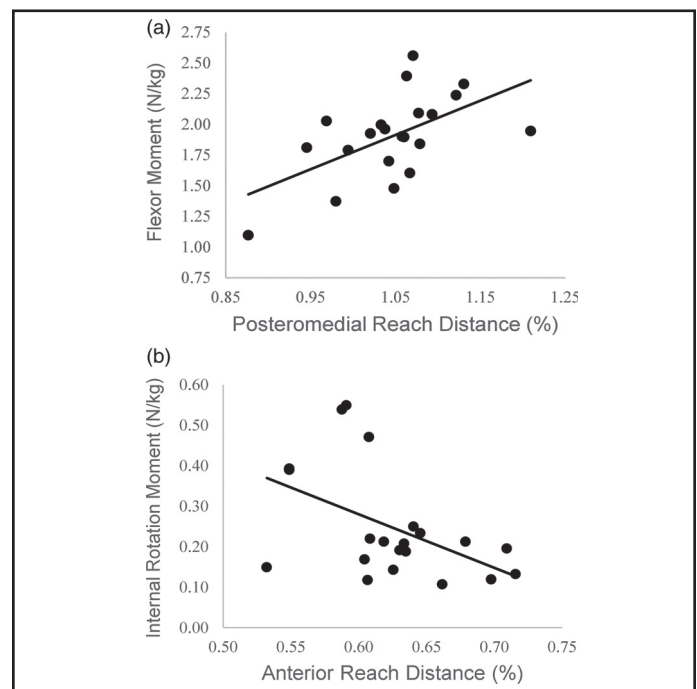 (a)
Flexor Moment (N/kg)
2.75
2.50
2.25
2.00
1.75
1.50
1.25
1.00
0.75
0.85 0.95 1.05 1.15 1.25
Posteromedial Reach Distance (%)
(b)
Internal Rotation Moment (N/kg)
0.60
0.50
0.40
0.30
0.20
0.10
0.00
0.50 0.55 0.60 0.65 0.70 0.75
Anterior Reach Distance (%)